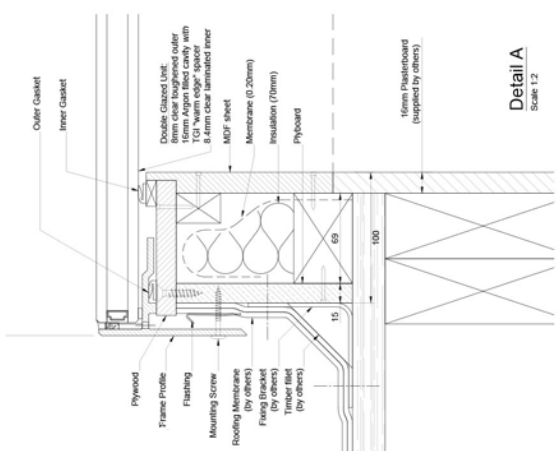 Outer Gasket
Inner Gasket
Double Glazed Unit:
8mm clear toughened outer
16mm Argon filled cavity with
TGI "warm edge" spacer
8.4mm clear laminated inner
MDF sheet
Membrane (0.20mm)
Insulation (70mm)
Plyboard
16mm Plasterboard
(supplied by others)
Detail A
Scale 1:2
69
100
15
Plywood
Frame Profile
Flashing
Mounting Screw
Roofing Membrane
(by others)
Fixing Bracket
(by others)
Timber fillet
(by others)